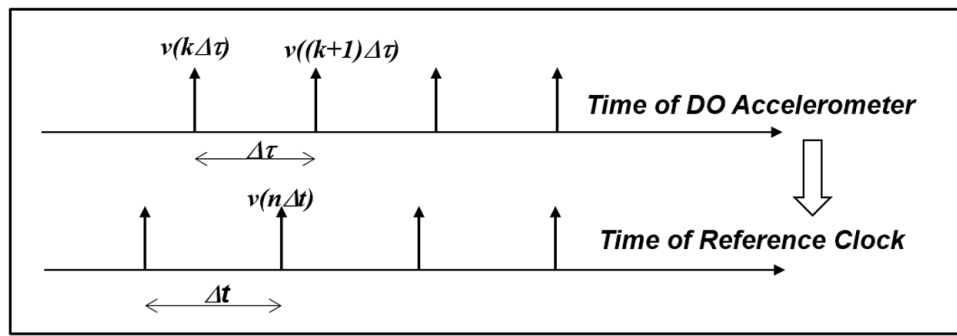 v(kΔτ) v((k+1)Δτ)
Time of DO Accelerometer
Δτ
v(nΔt)
Time of Reference Clock
Δt